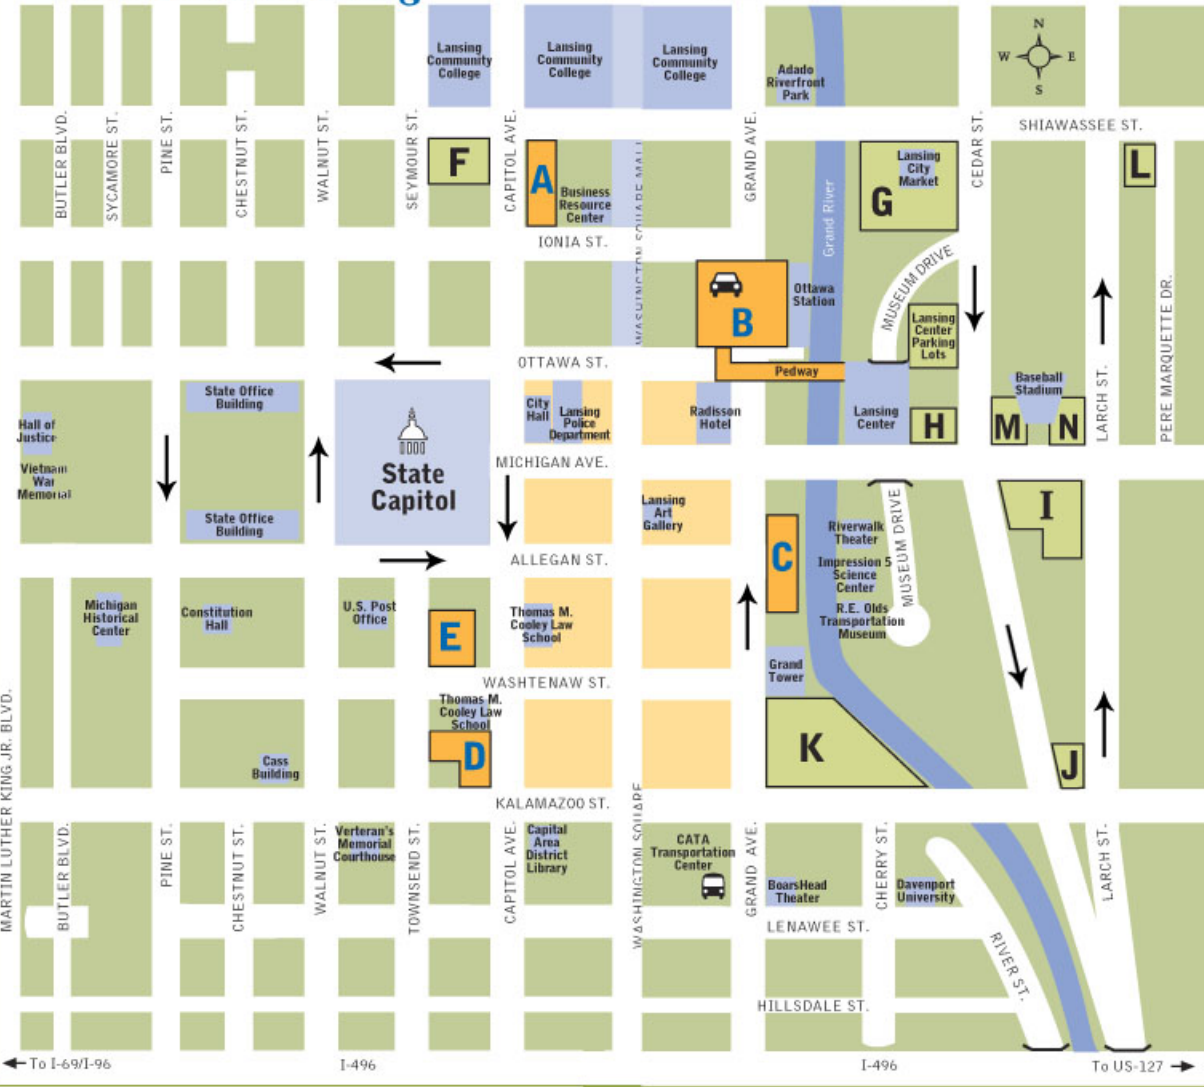 g
Lansing
Community
College
Lansing
Community
College
Lansing
Community
College
Adado
Riverfront
Park
N
W
E
S
SHIAWASSEE ST.
BUTLER BLVD.
SYCAMORE ST.
PINE ST.
CHESTNUT ST.
WALNUT ST.
SEYMOUR ST.
CAPITOL AVE.
GRAND AVE.
CEDAR ST.
F
A
Business
Resource
Center
WASHINGTON SQUARE MALL
Grand River
Lansing
City
Market
G
L
IONIA ST.
MUSEUM DRIVE
B
Ottawa
Station
Lansing
Center
Parking
Lots
LARCH ST.
PERE MARQUETTE DR.
OTTAWA ST.
Pedway
State Office
Building
Hall of
Justice
Vietnam
War
Memorial
State Office
Building
State
Capitol
City
Hall
Lansing
Police
Department
Radisson
Hotel
Lansing
Center
H
Baseball
Stadium
M
N
MICHIGAN AVE.
Lansing
Art
Gallery
C
Riverwalk
Theater
Impression 5
Science
Center
R.E. Olds
Transportation
Museum
MUSEUM DRIVE
I
ALLEGAN ST.
Michigan
Historical
Center
Constitution
Hall
U.S. Post
Office
E
Thomas M.
Cooley Law
School
Grand
Tower
WASHTENAW ST.
Thomas M.
Cooley Law
School
D
Cass
Building
K
J
KALAMAZOO ST.
MARTIN LUTHER KING JR. BLVD.
BUTLER BLVD.
PINE ST.
CHESTNUT ST.
WALNUT ST.
Verteran's
Memorial
Courthouse
TOWNSEND ST.
CAPITOL AVE.
Capital
Area
District
Library
WASHINGTON SQUARE
CATA
Transportation
Center
GRAND AVE.
BoarsHead
Theater
CHERRY ST.
Davenport
University
LARCH ST.
LENAWEE ST.
RIVER ST.
HILLSDALE ST.
To I-69/I-96
I-496
I-496
To US-127